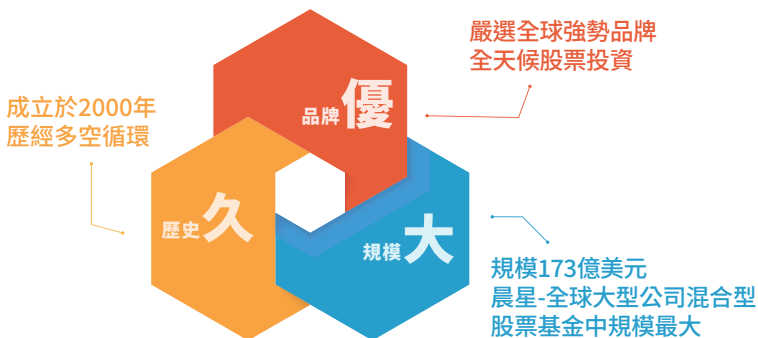 嚴選全球強勢品牌
全天候股票投資
品牌優
成立於2000年
歷經多空循環
歷史久
規模大
規模173億美元
晨星-全球大型公司混合型
股票基金中規模最大